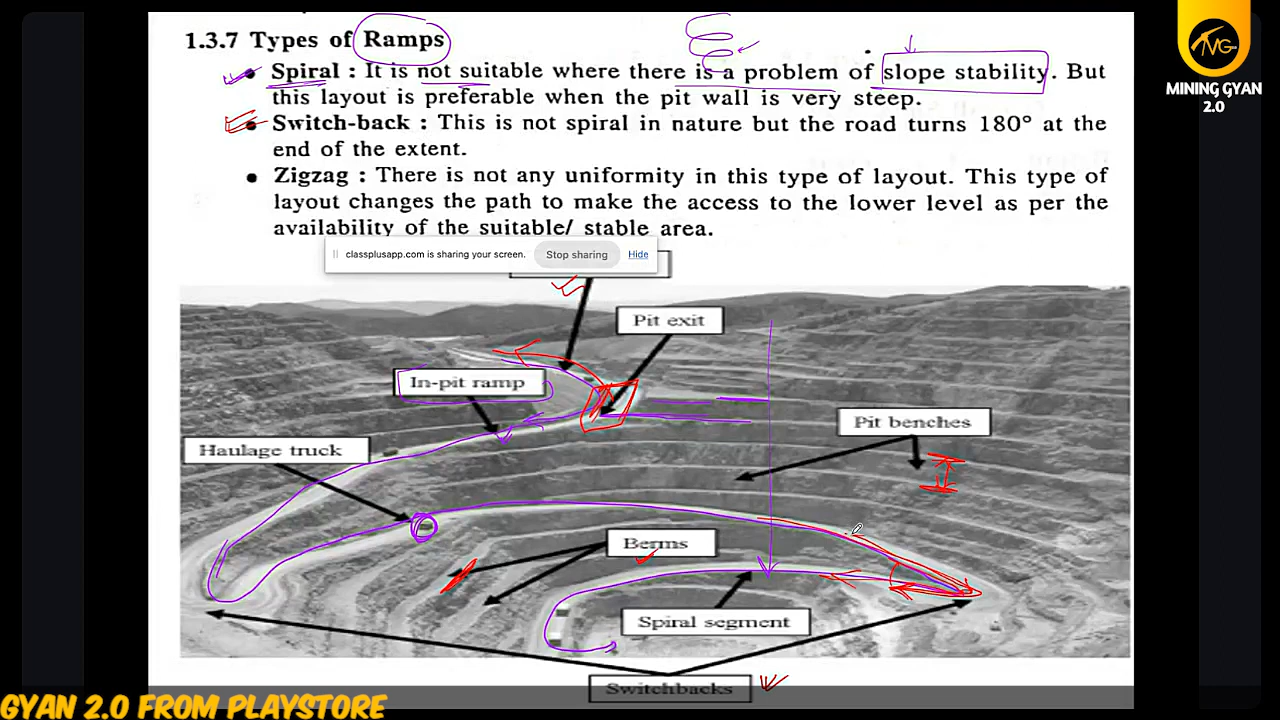 1.3.7 Types of Ramps
Spiral : It is not suitable where there is a problem of slope stability. But
this layout is preferable when the pit wall is very steep.
Switch-back : This is not spiral in nature but the road turns 180° at the
end of the extent.
Zigzag : There is not any uniformity in this type of layout. This type of
layout changes the path to make the access to the lower level as per the
availability of the suitable/ stable area.
classplusapp.com is sharing your screen.
Stop sharing
Hide
MINING GYAN
2.0
Pit exit
In-pit ramp
Pit benches
Haulage truck
Berms
Spiral segment
Switchbacks
GYAN 2.0 FROM PLAYSTORE